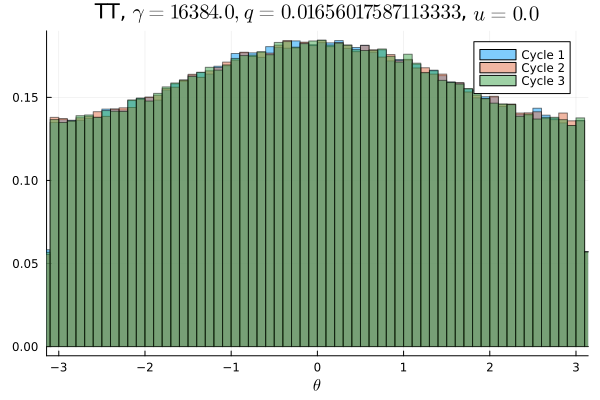 TT, γ = 16384.0, q = 0.01656017587113333, u = 0.0
Cycle 1
Cycle 2
Cycle 3
0.15
0.10
0.05
0.00
−3 −2 −1 0 1 2 3
θ